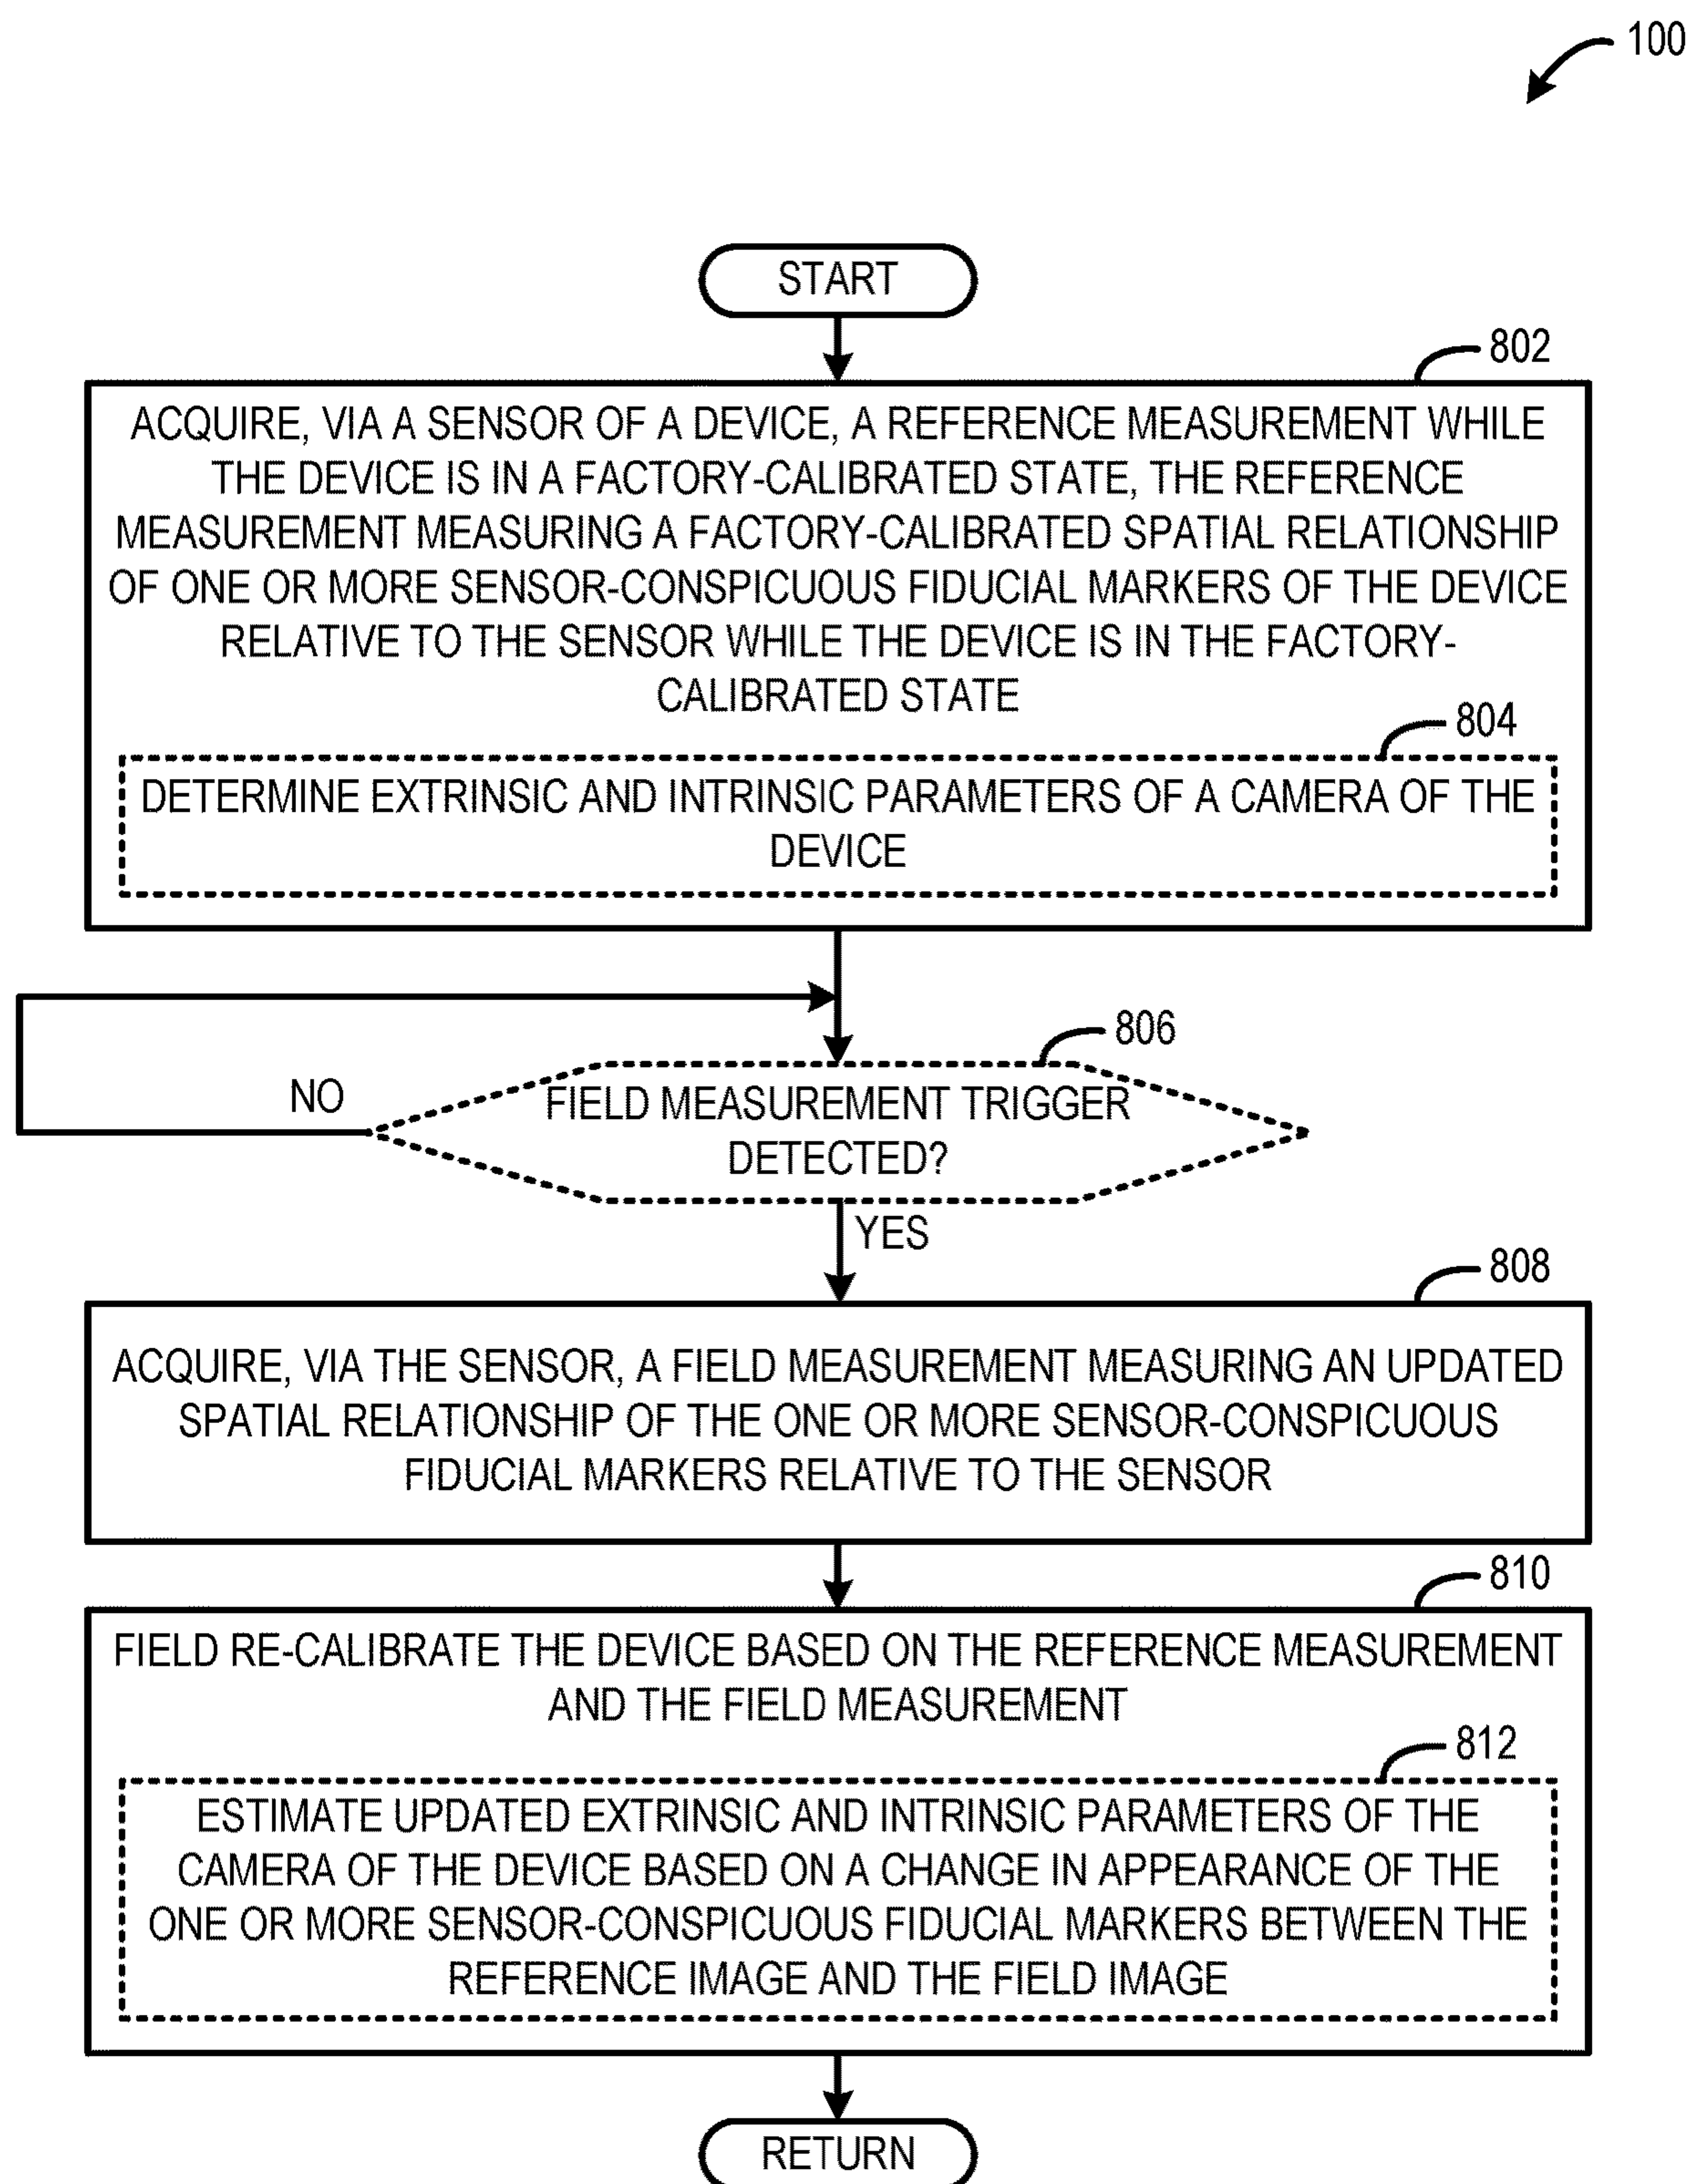 100
START
802
ACQUIRE, VIA A SENSOR OF A DEVICE, A REFERENCE MEASUREMENT WHILE
THE DEVICE IS IN A FACTORY-CALIBRATED STATE, THE REFERENCE
MEASUREMENT MEASURING A FACTORY-CALIBRATED SPATIAL RELATIONSHIP
OF ONE OR MORE SENSOR-CONSPICUOUS FIDUCIAL MARKERS OF THE DEVICE
RELATIVE TO THE SENSOR WHILE THE DEVICE IS IN THE FACTORY-
CALIBRATED STATE
804
DETERMINE EXTRINSIC AND INTRINSIC PARAMETERS OF A CAMERA OF THE
DEVICE
806
NO
FIELD MEASUREMENT TRIGGER
DETECTED?
YES
808
ACQUIRE, VIA THE SENSOR, A FIELD MEASUREMENT MEASURING AN UPDATED
SPATIAL RELATIONSHIP OF THE ONE OR MORE SENSOR-CONSPICUOUS
FIDUCIAL MARKERS RELATIVE TO THE SENSOR
810
FIELD RE-CALIBRATE THE DEVICE BASED ON THE REFERENCE MEASUREMENT
AND THE FIELD MEASUREMENT
812
ESTIMATE UPDATED EXTRINSIC AND INTRINSIC PARAMETERS OF THE
CAMERA OF THE DEVICE BASED ON A CHANGE IN APPEARANCE OF THE
ONE OR MORE SENSOR-CONSPICUOUS FIDUCIAL MARKERS BETWEEN THE
REFERENCE IMAGE AND THE FIELD IMAGE
RETURN